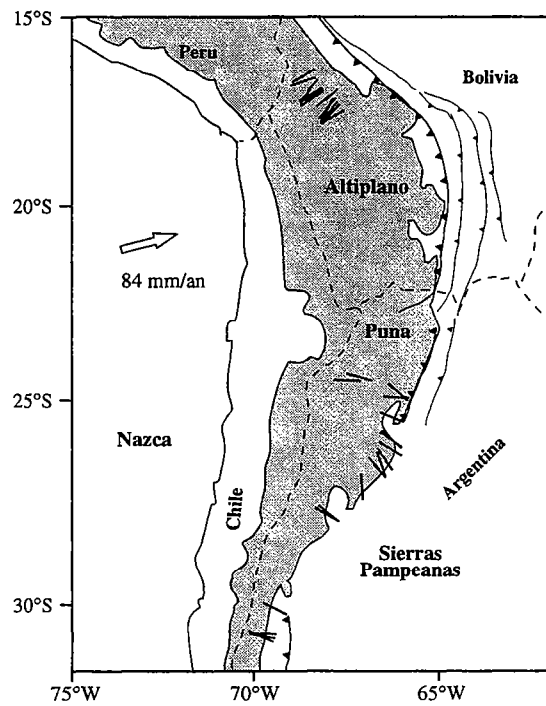 15°S
Peru
Bolivia
Altiplano
20°S
84 mm/an
Puna
25°S
Nazca
Argentina
Chile
Sierras
Pampeanas
30°S
75°W
70°W
65°W